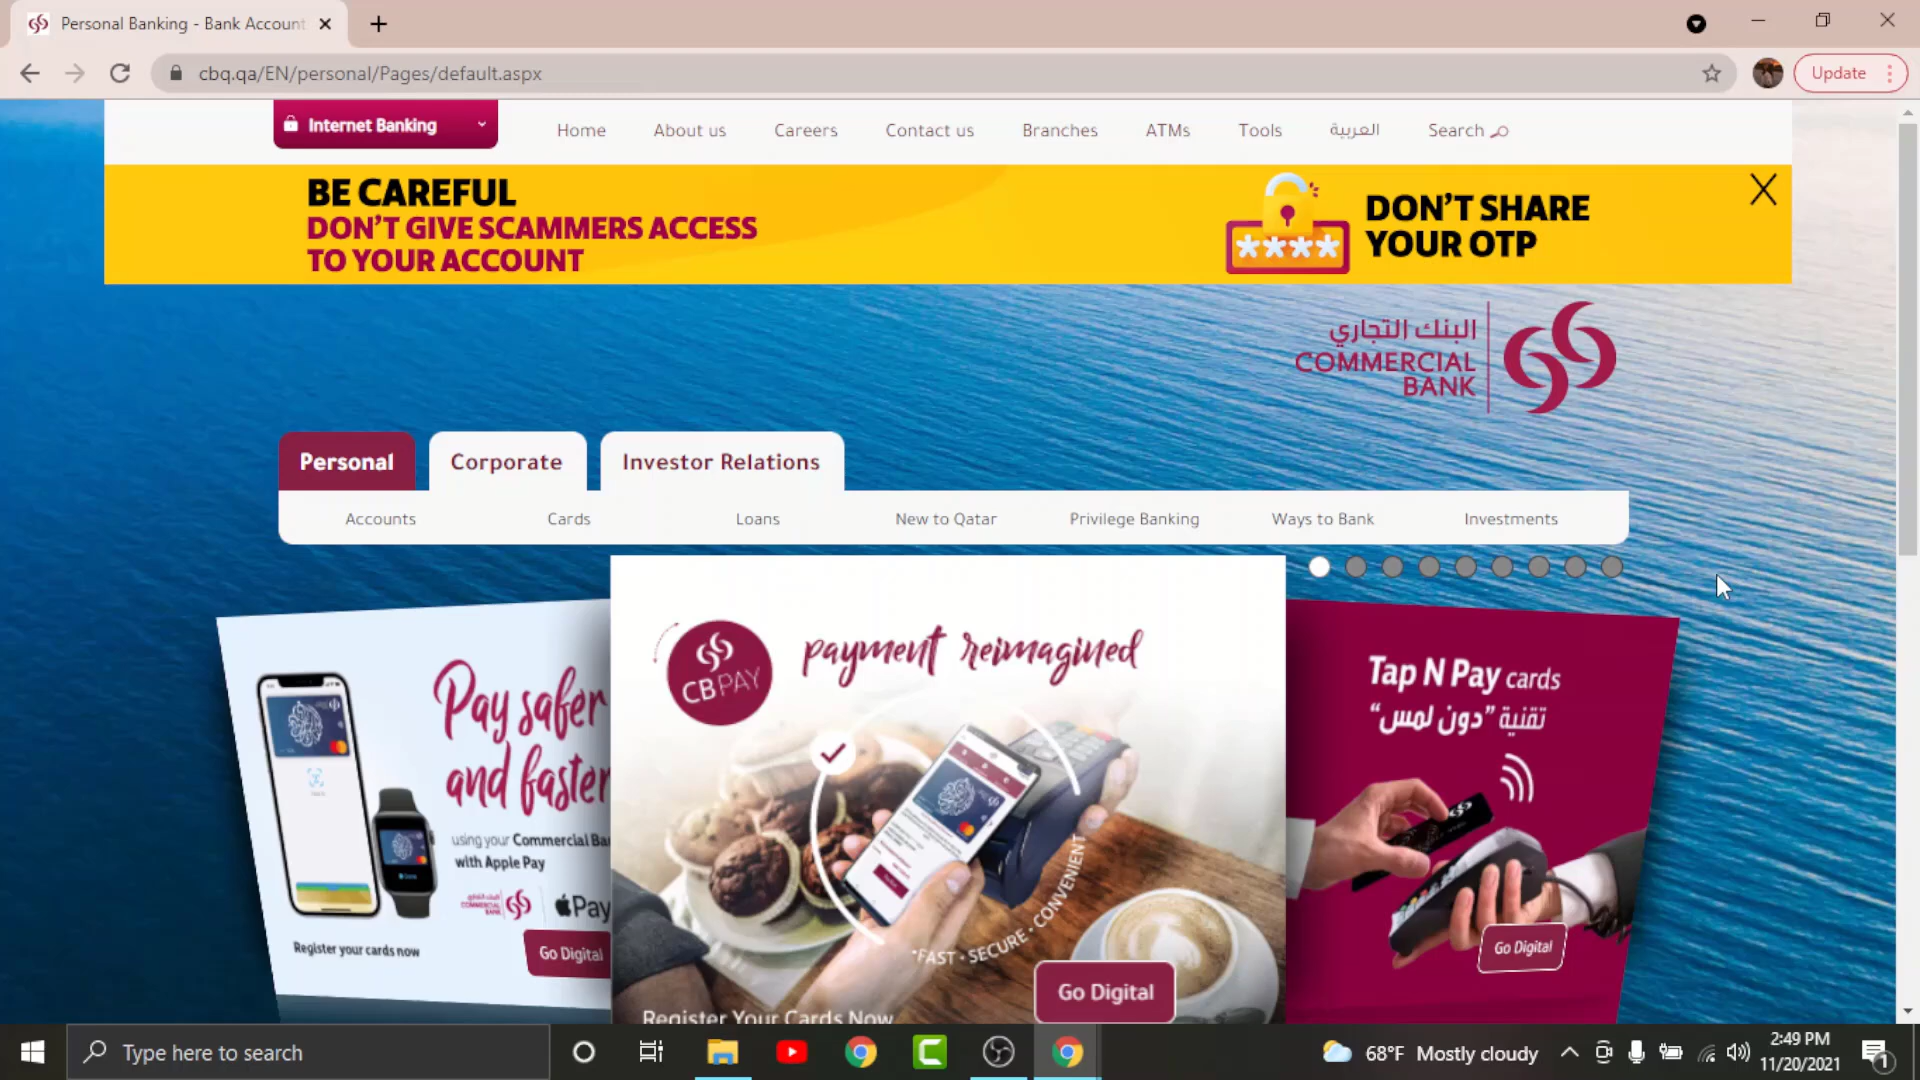 Personal Banking - Bank Account
cbq.qa/EN/personal/Pages/default.aspx
Update
Internet Banking
Home
About us
Careers
Contact us
Branches
ATMs
Tools
العربية
Search
BE CAREFUL
DON'T GIVE SCAMMERS ACCESS
TO YOUR ACCOUNT
****
DON'T SHARE
YOUR OTP
البنك التجاري
COMMERCIAL
BANK
Personal
Corporate
Investor Relations
Accounts
Cards
Loans
New to Qatar
Privilege Banking
Ways to Bank
Investments
Pay safer
and faster
using your Commercial Ba
with Apple Pay
البنك التجاري
COMMERCIAL
BANK
Pay
Register your cards now
Go Digital
CB PAY
payment reimagined
FAST • SECURE • CONVENIENT
Go Digital
Register Your Cards Now
Tap N Pay cards
تقنية "دون لمس"
Go Digital
Type here to search
68°F Mostly cloudy
2:49 PM
11/20/2021
1